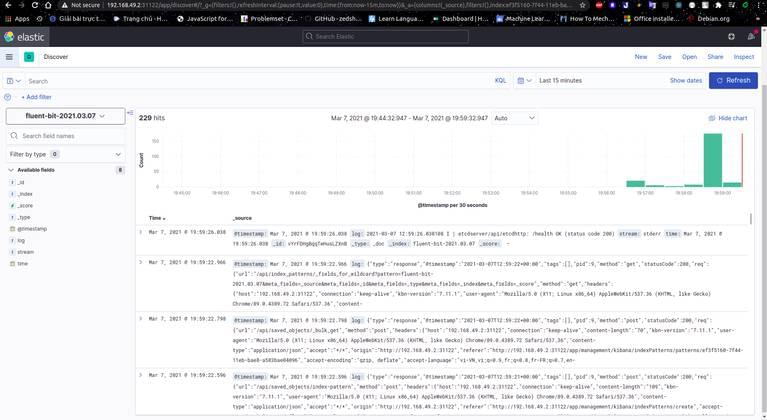 Not secure | 192.168.49.2:31122/app/discover#/?_g=(filters:!(),refreshInterval:(pause:!t,value:0),time:(from:now-15m,to:now))&_a=(columns:!(_source),filters:!(),index:ef3f5160-7f44-11eb-ba...
Apps Saved Giải bài trực t... Trang chủ - H... JavaScript for... Problemset - C... GitHub - zedsh... Learn Langua... Dashboard | H... Machine Lear... How To Mech... Office installe... Debian.org
elastic
Search Elastic
D Discover
New Save Open Share Inspect
Search
KQL
Last 15 minutes
Show dates
Refresh
+ Add filter
fluent-bit-2021.03.07
Search field names
Filter by type 0
Available fields 8
_id
_index
_score
_type
@timestamp
log
stream
time
229 hits
Mar 7, 2021 @ 19:44:32.947 - Mar 7, 2021 @ 19:59:32.947
Auto
Hide chart
Count
150
100
50
0
19:45:00 19:46:00 19:47:00 19:48:00 19:49:00 19:50:00 19:51:00 19:52:00 19:53:00 19:54:00 19:55:00 19:56:00 19:57:00 19:58:00 19:59:00
@timestamp per 30 seconds
Time
_source
Mar 7, 2021 @ 19:59:26.038
@timestamp: Mar 7, 2021 @ 19:59:26.038 log: 2021-03-07 12:59:26.038108 I | etcdserver/api/etcdhttp: /health OK (status code 200) stream: stderr time: Mar 7, 2021
@ 19:59:26.038 _id: _type: _doc _index: fluent-bit-2021.03.07 _score: -
Mar 7, 2021 @ 19:59:22.966
@timestamp: Mar 7, 2021 @ 19:59:22.966 log: {"type":"response","@timestamp":"2021-03-07T12:59:22+00:00","tags":[],"pid":9,"method":"get","statusCode":200,"req":
{"url":"/api/index_patterns/_fields_for_wildcard?pattern=fluent-bit-
2021.03.07&meta_fields=_source&meta_fields=_id&meta_fields=_type&meta_fields=_index&meta_fields=_score","method":"get","headers":
{"host":"192.168.49.2:31122","connection":"keep-alive","kbn-version":"7.11.1","user-agent":"Mozilla/5.0 (X11; Linux x86_64) AppleWebKit/537.36 (KHTML, like Gecko)
Chrome/89.0.4389.72 Safari/537.36","content-
Mar 7, 2021 @ 19:59:22.798
@timestamp: Mar 7, 2021 @ 19:59:22.798 log: {"type":"response","@timestamp":"2021-03-07T12:59:22+00:00","tags":[],"pid":9,"method":"post","statusCode":200,"req":
{"url":"/api/saved_objects/_bulk_get","method":"post","headers":{"host":"192.168.49.2:31122","connection":"keep-alive","content-length":"70","kbn-version":"7.11.1","user-
agent":"Mozilla/5.0 (X11; Linux x86_64) AppleWebKit/537.36 (KHTML, like Gecko) Chrome/89.0.4389.72 Safari/537.36","content-
type":"application/json","accept":"*/*","origin":"http://192.168.49.2:31122","referer":"http://192.168.49.2:31122/app/management/kibana/indexPatterns/patterns/ef3f5160-7f44-
"accept-encoding":"gzip, deflate","accept-language":"vi-VN,vi;q=0.9,fr;q=0.8,fr-FR;q=0.7,en-
Mar 7, 2021 @ 19:59:22.596
@timestamp: Mar 7, 2021 @ 19:59:22.596 log: {"type":"response","@timestamp":"2021-03-07T12:59:21+00:00","tags":[],"pid":9,"method":"post","statusCode":200,"req":
{"url":"/api/saved_objects/index-pattern","method":"post","headers":{"host":"192.168.49.2:31122","connection":"keep-alive","content-length":"109","kbn-
version":"7.11.1","user-agent":"Mozilla/5.0 (X11; Linux x86_64) AppleWebKit/537.36 (KHTML, like Gecko) Chrome/89.0.4389.72 Safari/537.36","content-
type":"application/json","accept":"*/*","origin":"http://192.168.49.2:31122","referer":"http://192.168.49.2:31122/app/management/kibana/indexPatterns/create","accept-